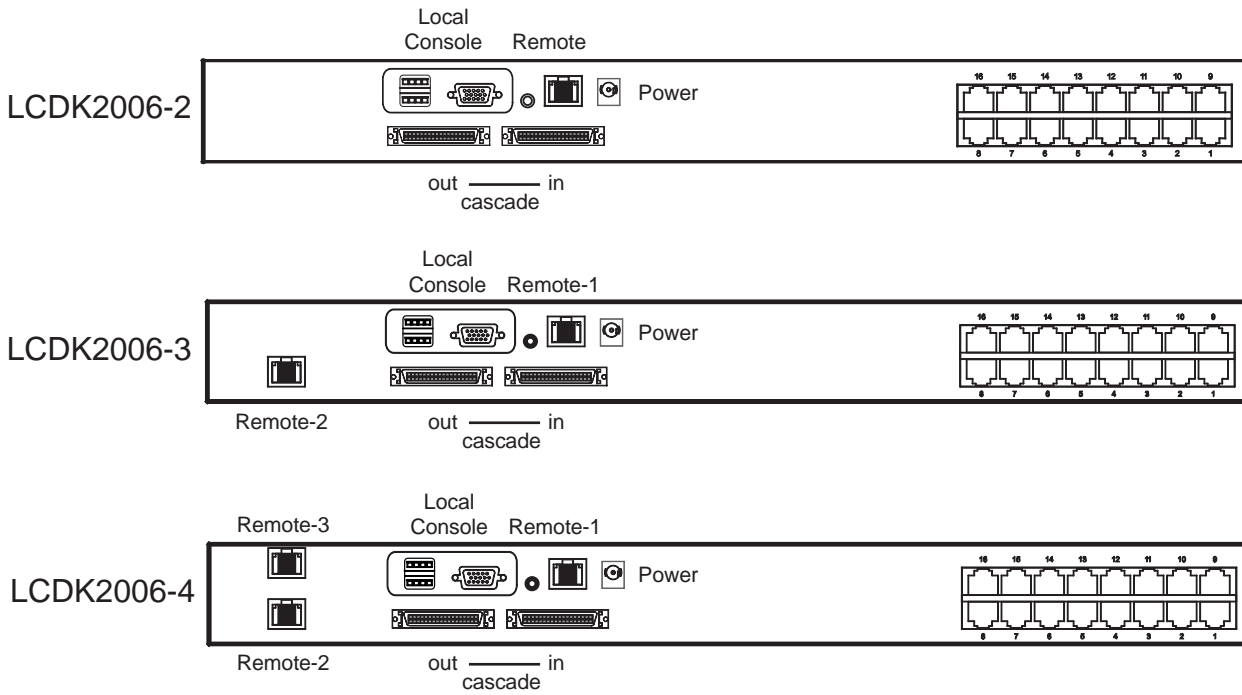 Local
Console Remote
LCDK2006-2
Power
16 15 14 13 12 11 10 9
8 7 6 5 4 3 2 1
out in
cascade
Local
Console Remote-1
LCDK2006-3
Power
16 15 14 13 12 11 10 9
8 7 6 5 4 3 2 1
Remote-2
out in
cascade
Local
Remote-3 Console Remote-1
LCDK2006-4
Power
16 15 14 13 12 11 10 9
8 7 6 5 4 3 2 1
Remote-2
out in
cascade